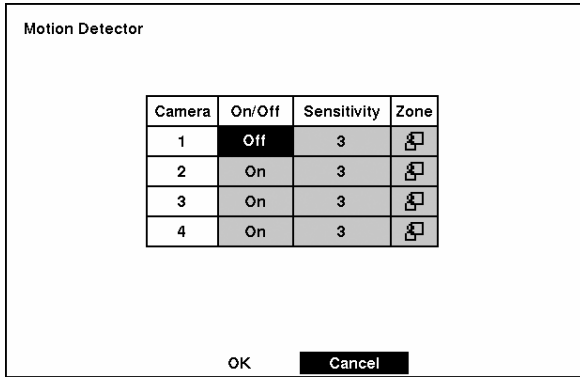 Motion Detector
Camera On/Off Sensitivity Zone
1 Off 3
2 On 3
3 On 3
4 On 3
OK Cancel